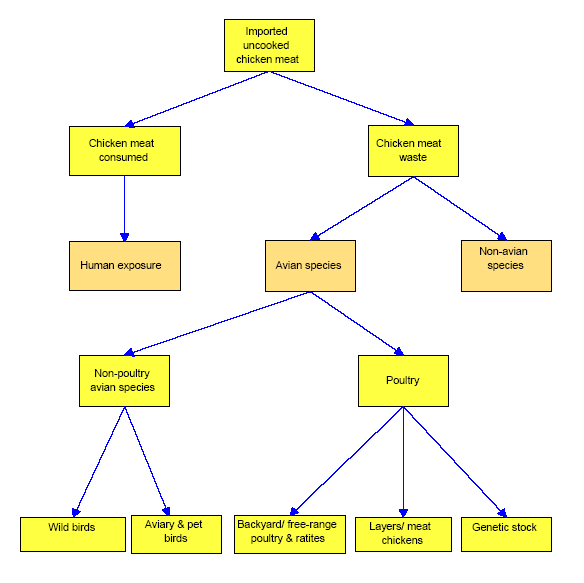 Imported
uncooked
chicken meat
Chicken meat
consumed
Chicken meat
waste
Human exposure
Avian species
Non-avian
species
Non-poultry
avian species
Poultry
Wild birds
Aviary & pet
birds
Backyard/ free-range
poultry & ratites
Layers/ meat
chickens
Genetic stock